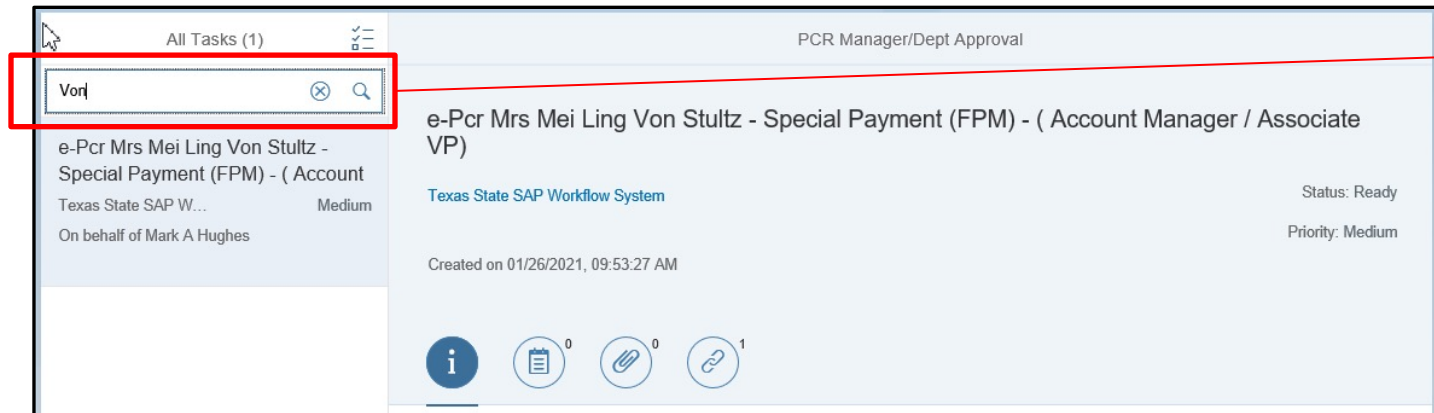 All Tasks (1)
PCR Manager/Dept Approval
Von
e-Pcr Mrs Mei Ling Von Stultz -
Special Payment (FPM) - ( Account
Texas State SAP W...
Medium
On behalf of Mark A Hughes
e-Pcr Mrs Mei Ling Von Stultz - Special Payment (FPM) - ( Account Manager / Associate
VP)
Texas State SAP Workflow System
Status: Ready
Priority: Medium
Created on 01/26/2021, 09:53:27 AM
i
0
0
1